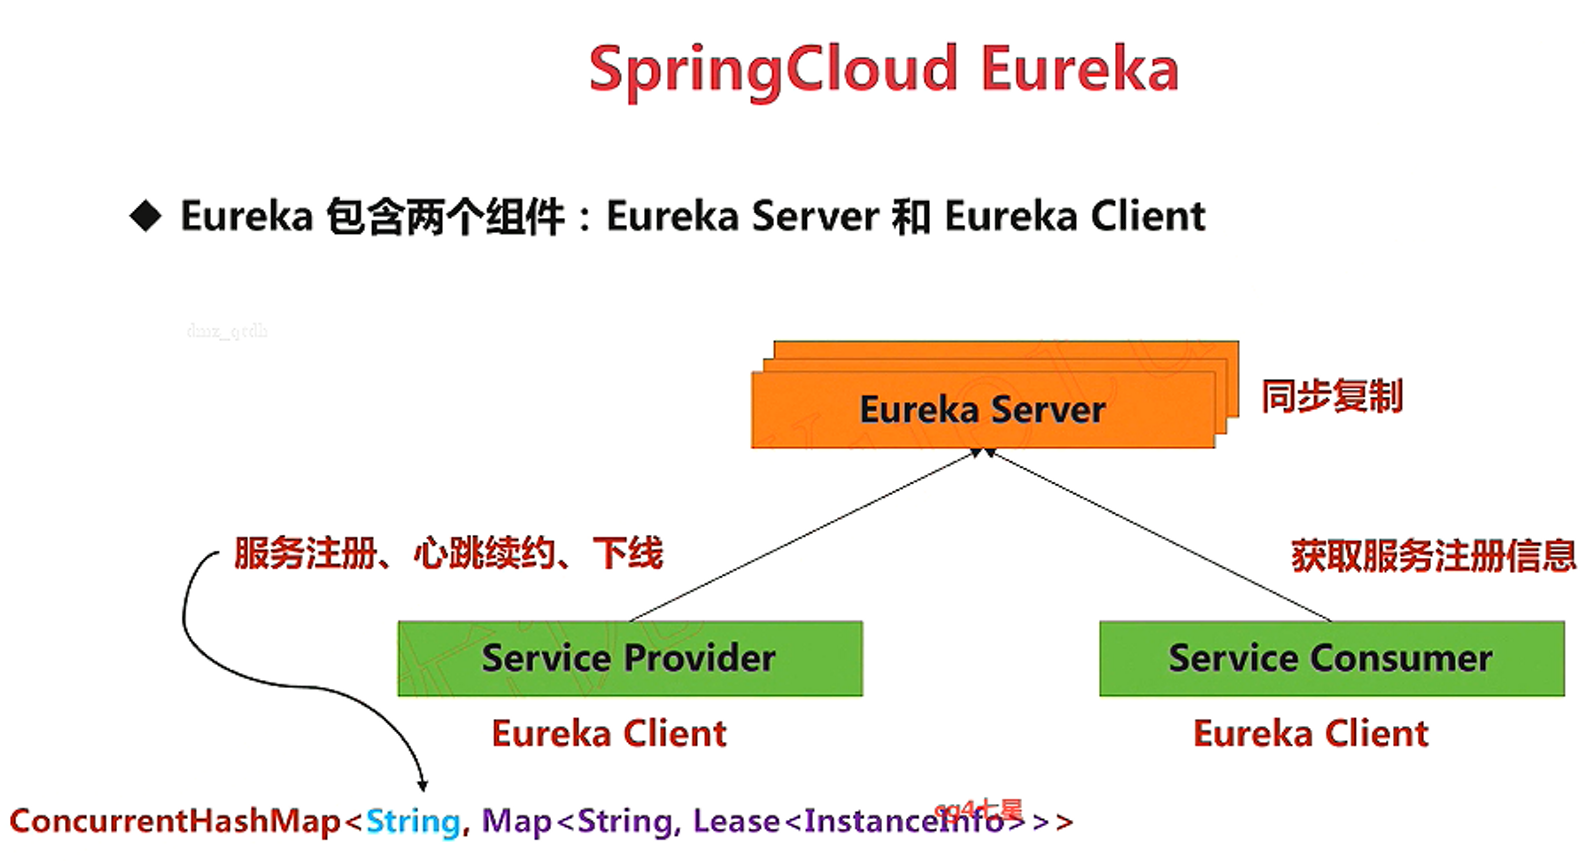 SpringCloud Eureka
◆ Eureka 包含两个组件：Eureka Server 和 Eureka Client
dmz_grdh
Eureka Server
同步复制
服务注册、心跳续约、下线
获取服务注册信息
Service Provider
Service Consumer
Eureka Client
Eureka Client
cg4七星
ConcurrentHashMap<String, Map<String, Lease<InstanceInfo>>>